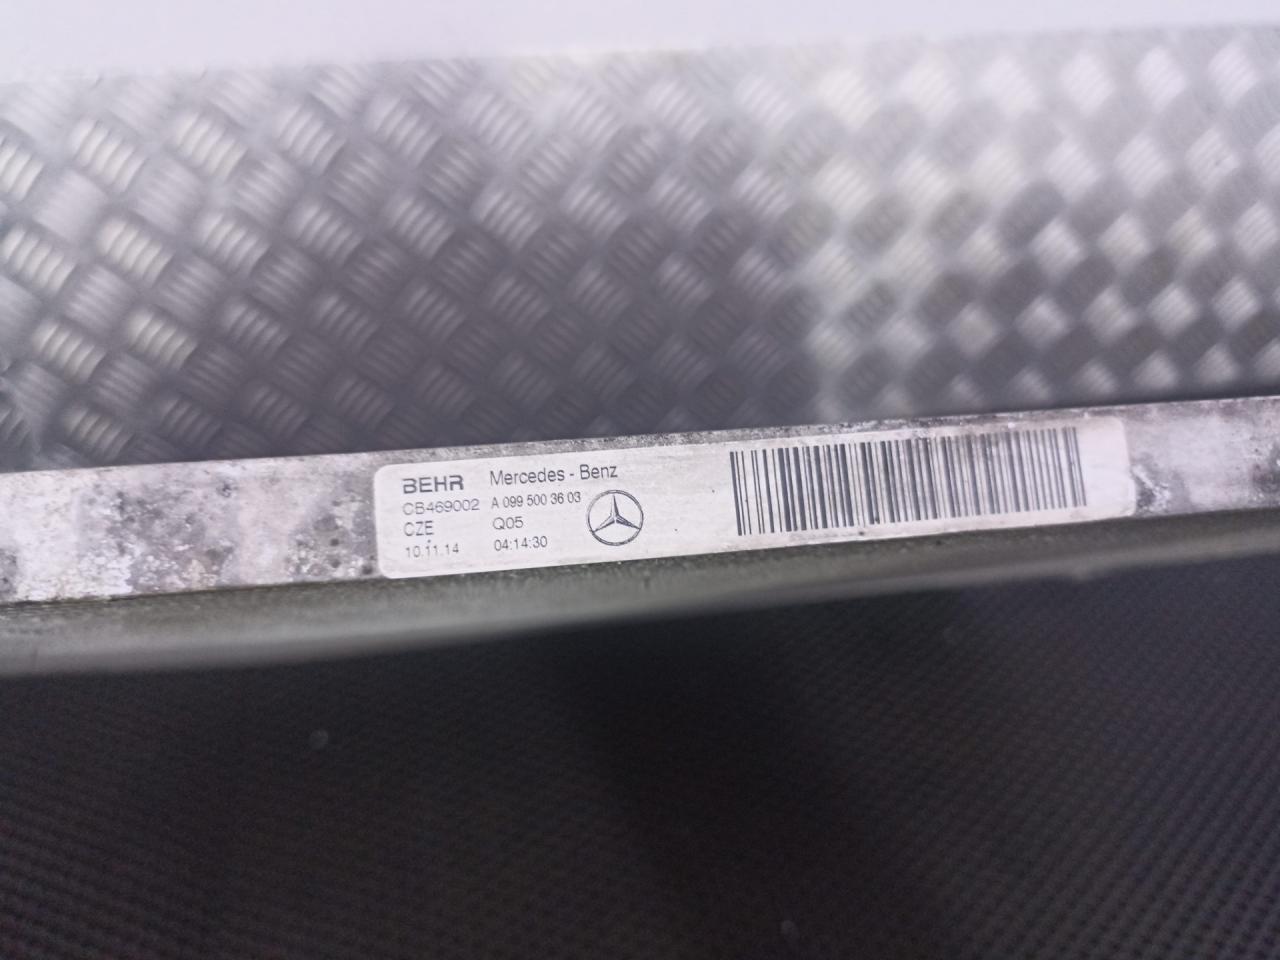 BEHR Mercedes - Benz
CB469002 A 099 500 36 03
CZE Q05
10.11.14 04:14:30